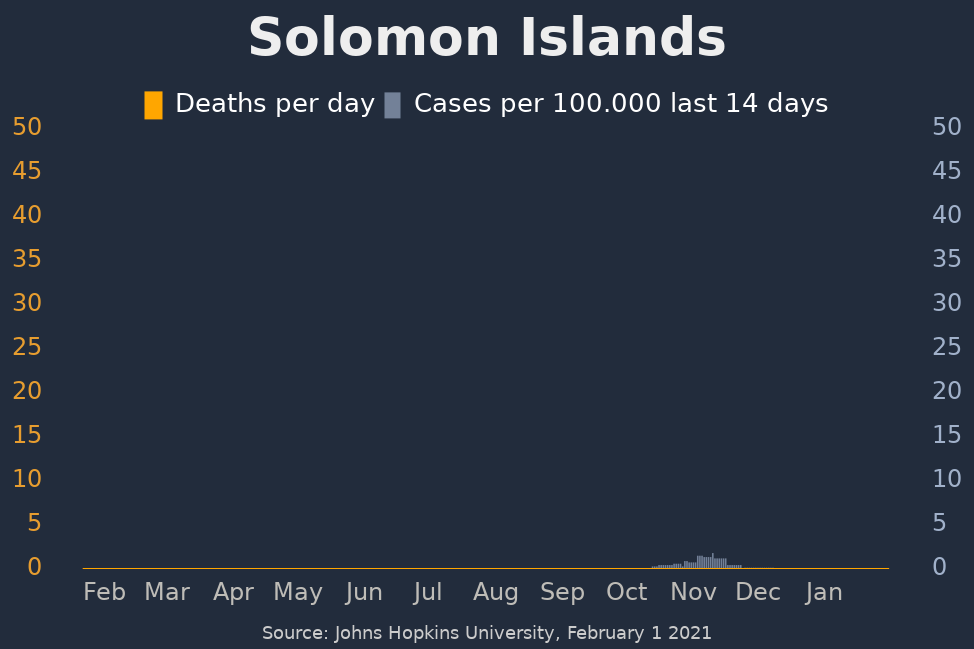 Solomon Islands
Deaths per day Cases per 100.000 last 14 days
50 50
45 45
40 40
35 35
30 30
25 25
20 20
15 15
10 10
5 5
0 0
Feb Mar Apr May Jun Jul Aug Sep Oct Nov Dec Jan
Source: Johns Hopkins University, February 1 2021